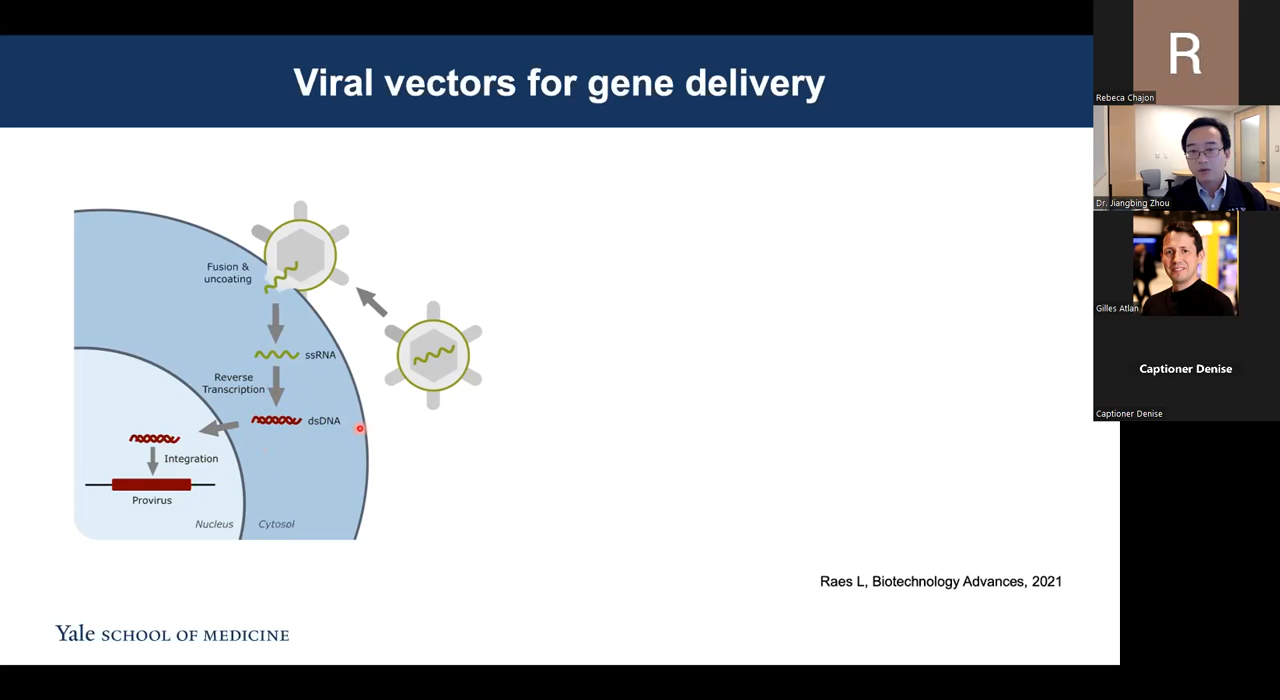 Viral vectors for gene delivery
Fusion &
uncoating
ssRNA
Reverse
Transcription
dsDNA
Integration
Provirus
Nucleus
Cytosol
Raes L, Biotechnology Advances, 2021
Yale SCHOOL OF MEDICINE
R
Rebeca Chajon
Dr. Jiangbing Zhou
Gilles Atlan
Captioner Denise
Captioner Denise